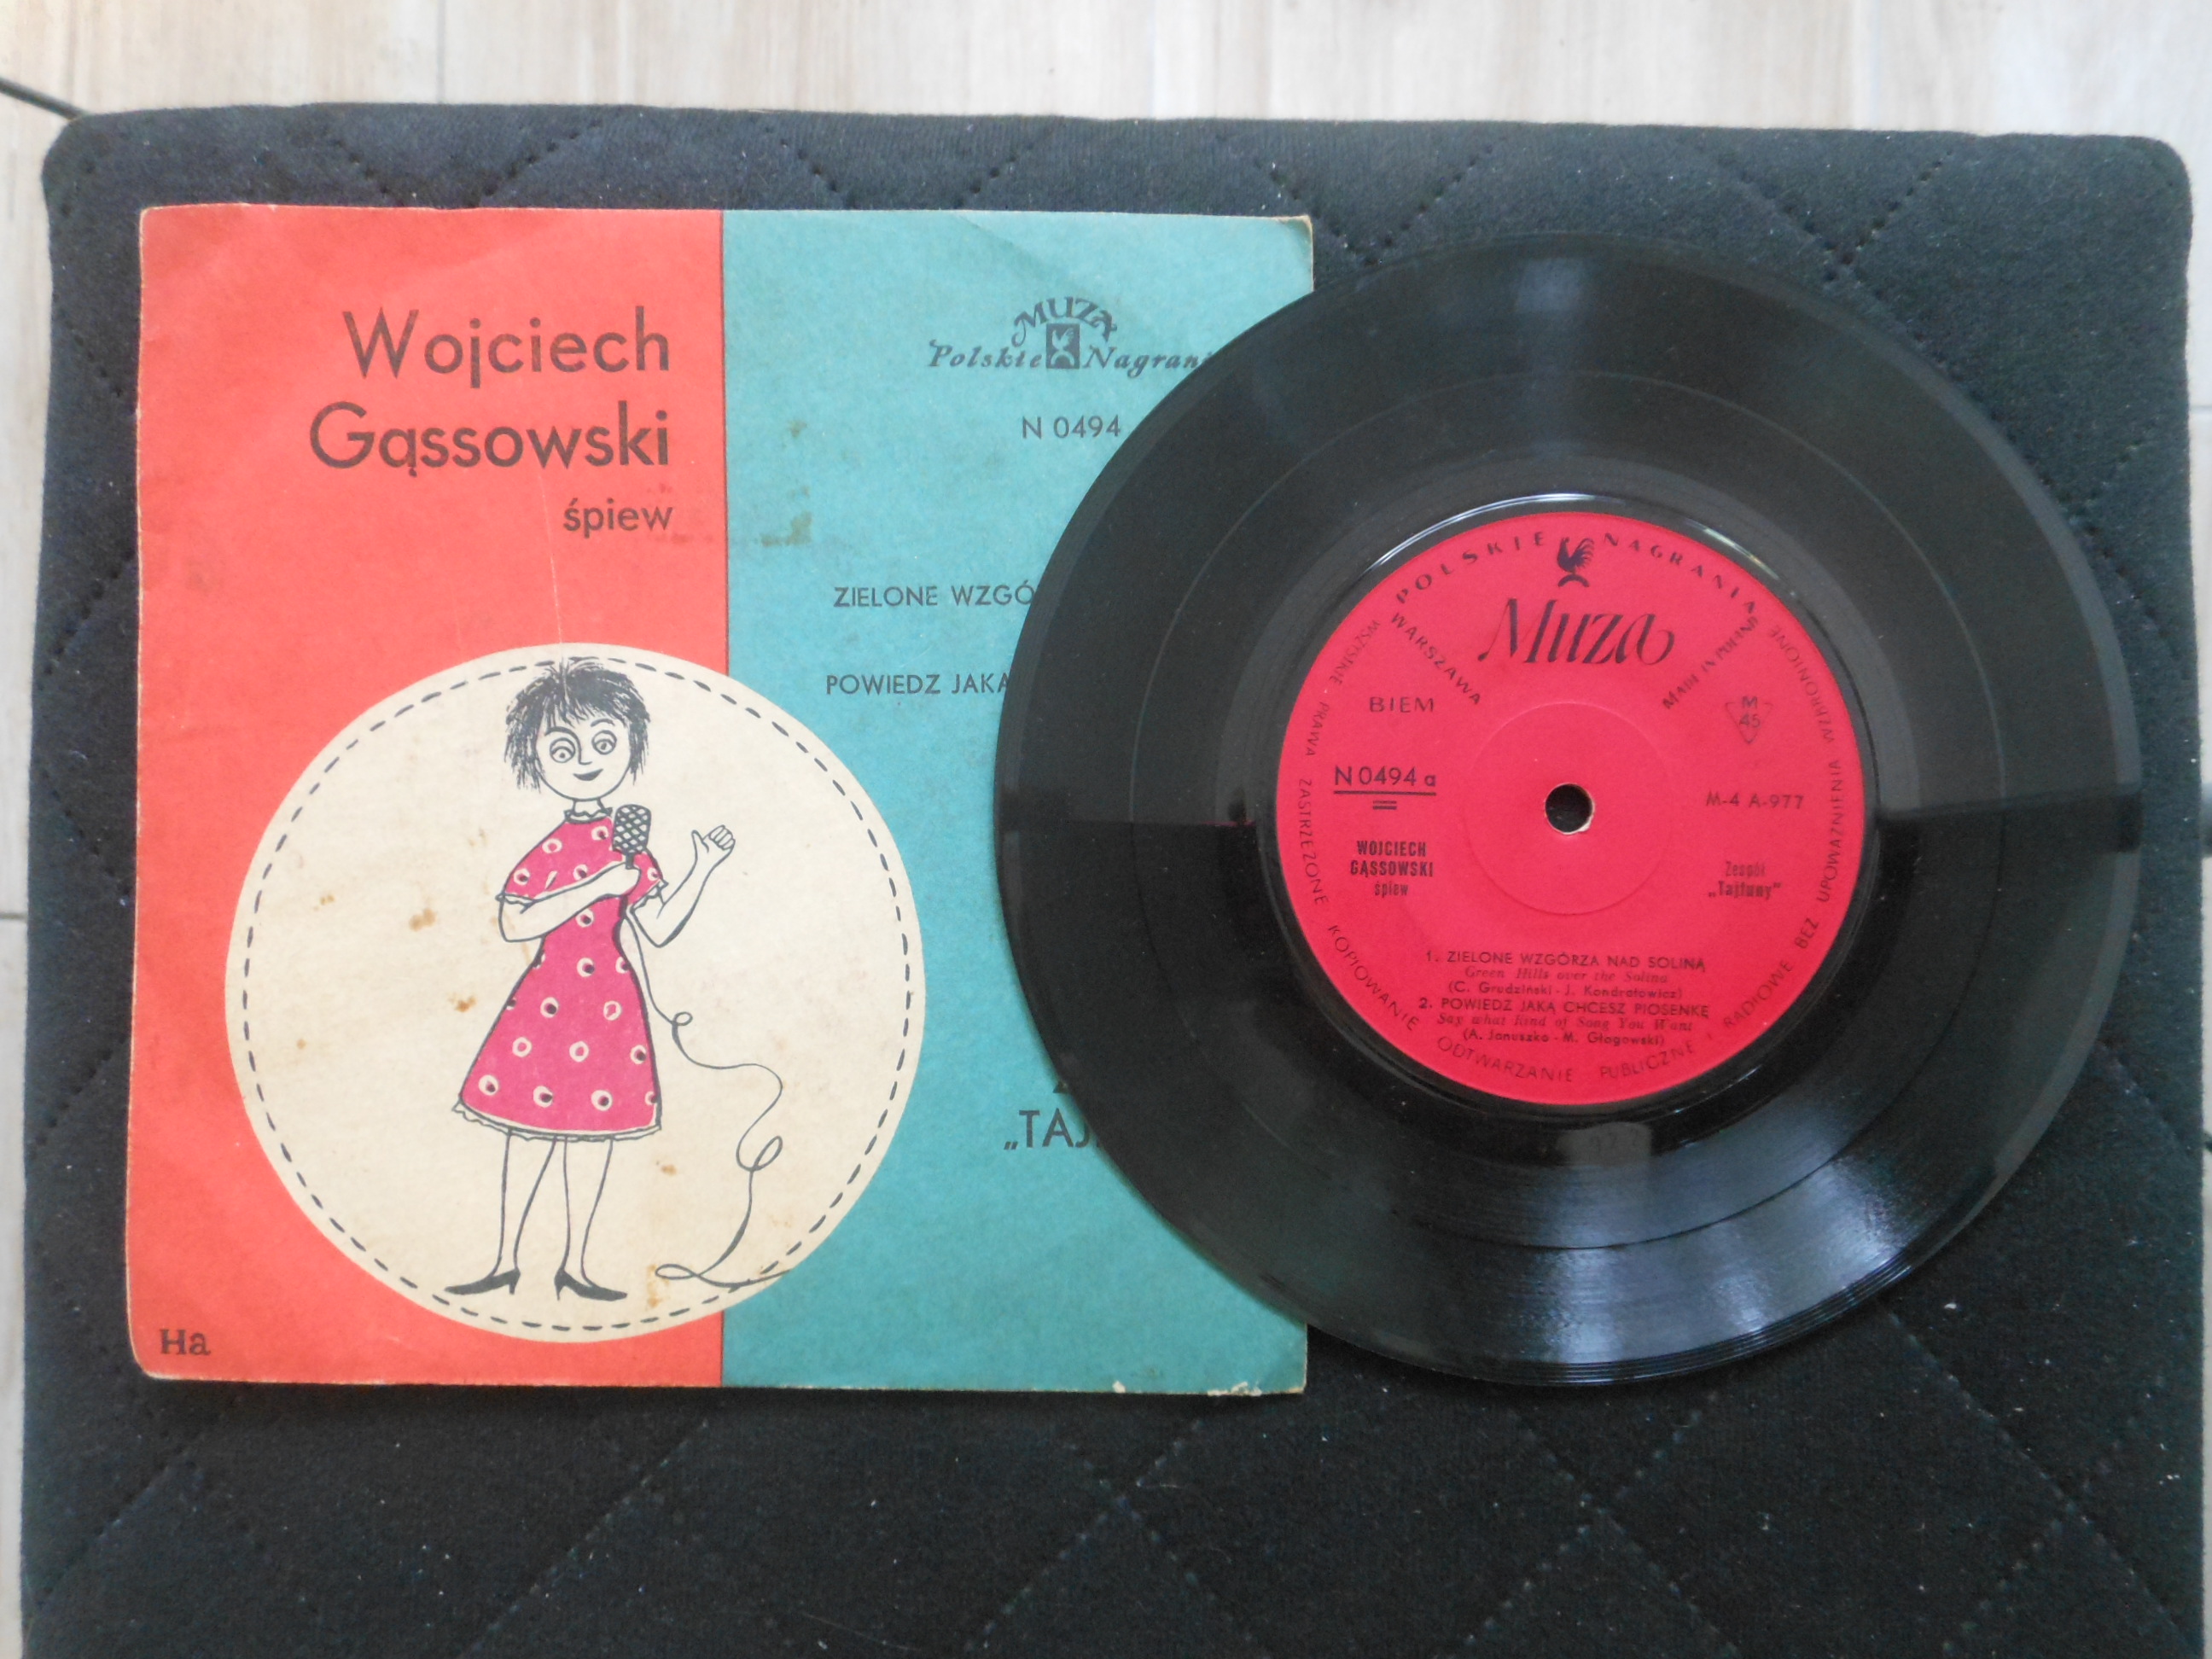 Wojciech
Gąssowski
śpiew
Ha
MUZA
Polskie Nagran
N 0494
ZIELONE WZGÓ
POWIEDZ JAKĄ
„TAJ
POLSKIE NAGRANIA
WARSZAWA
Muza
MADE IN POLAND
BIEM
M
45
N 0494 a
M-4 A-977
WOJCIECH
GĄSSOWSKI
śpiew
Zespół
„Tajfuny"
1. ZIELONE WZGÓRZA NAD SOLINĄ
Green Hills over the Solina
(C. Grudziński - J. Kondratowicz)
2. POWIEDZ JAKĄ CHCESZ PIOSENKĘ
Say what Kind of Song You Want
(A. Januszko - M. Głogowski)
WSZYSTKIE PRAWA ZASTRZEŻONE KOPIOWANIE ODTWARZANIE PUBLICZNE I RADIOWE BEZ UPOWAŻNIENIA WZBRONIONE